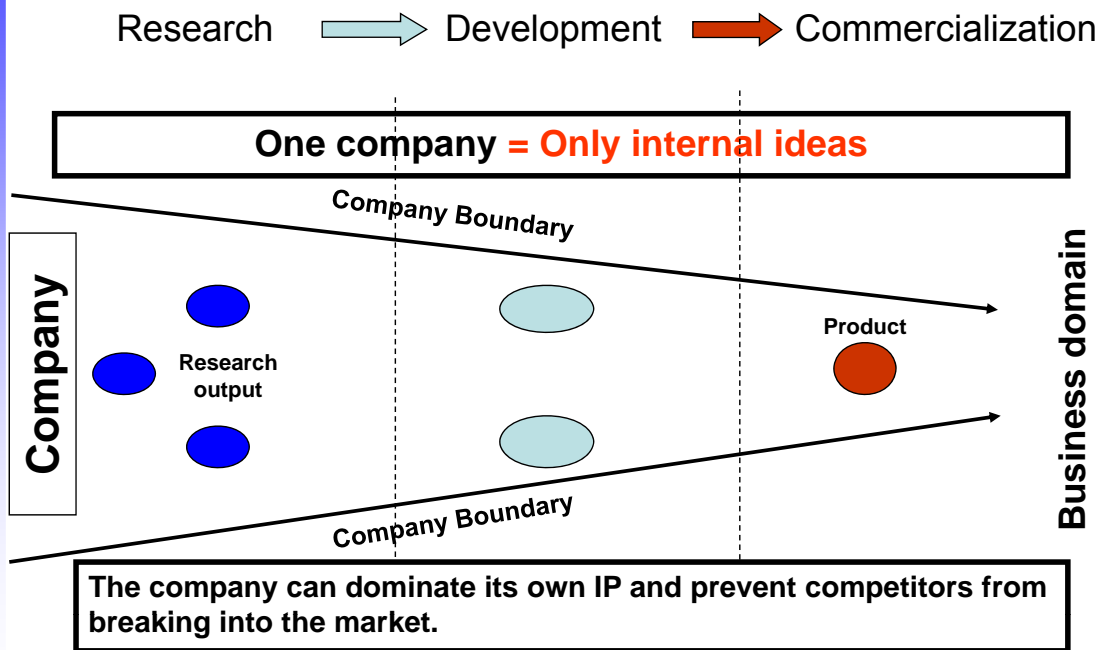 Research Development Commercialization
One company = Only internal ideas
Company Boundary
Company
Research
output
Product
Business domain
Company Boundary
The company can dominate its own IP and prevent competitors from
breaking into the market.